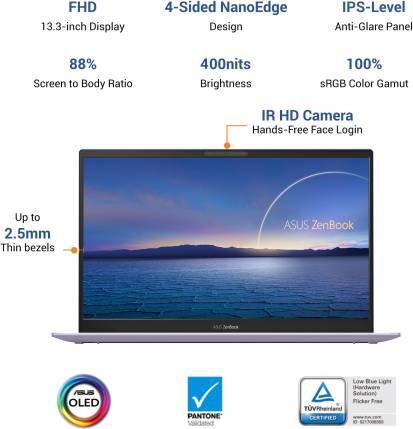 FHD
13.3-inch Display
4-Sided NanoEdge
Design
IPS-Level
Anti-Glare Panel
88%
Screen to Body Ratio
400nits
Brightness
100%
sRGB Color Gamut
IR HD Camera
Hands-Free Face Login
Up to
2.5mm
Thin bezels
ASUS ZenBook
ASUS ZenBook
ASUS
OLED
PANTONE®
Validated
TÜVRheinland
CERTIFIED
Low Blue Light
(Hardware
Solution)
Flicker Free
www.tuv.com
ID 0217008385